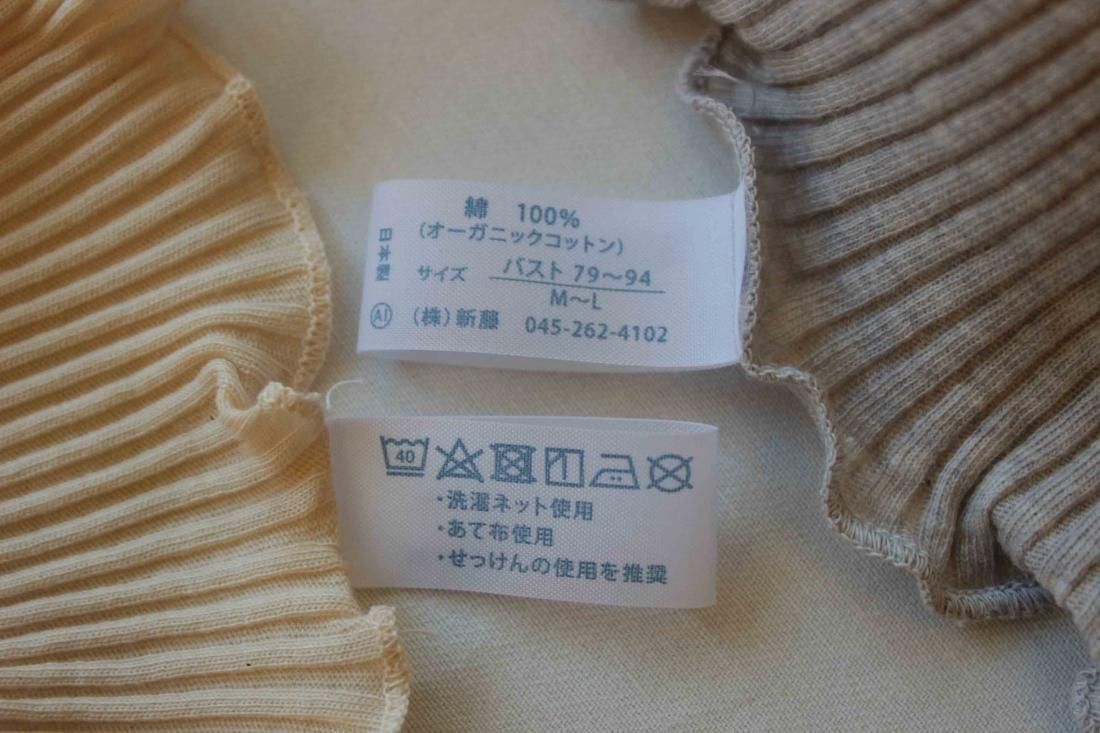 綿 100%
(オーガニックコットン)
日本製
サイズ バスト 79〜94
M〜L
AI (株)新藤 045-262-4102
40
・洗濯ネット使用
・あて布使用
・せっけんの使用を推奨